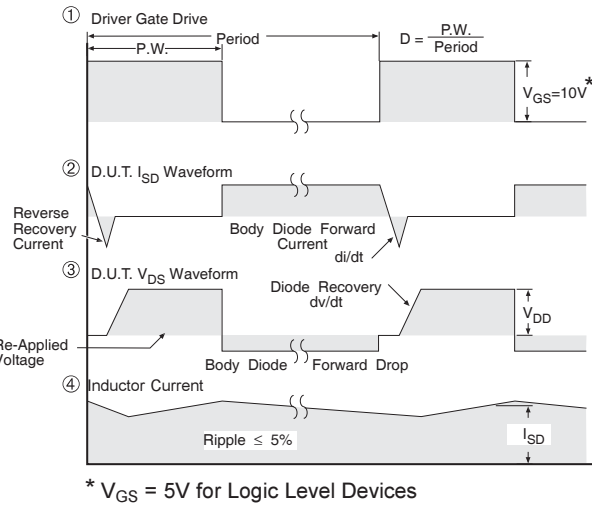 ① Driver Gate Drive
P.W.
Period
D = P.W.
Period
V_GS=10V*
② D.U.T. I_SD Waveform
Reverse
Recovery
Current
Body Diode Forward
Current
di/dt
③ D.U.T. V_DS Waveform
Diode Recovery
dv/dt
V_DD
Re-Applied
Voltage
Body Diode Forward Drop
④ Inductor Current
Ripple ≤ 5%
I_SD
* V_GS = 5V for Logic Level Devices